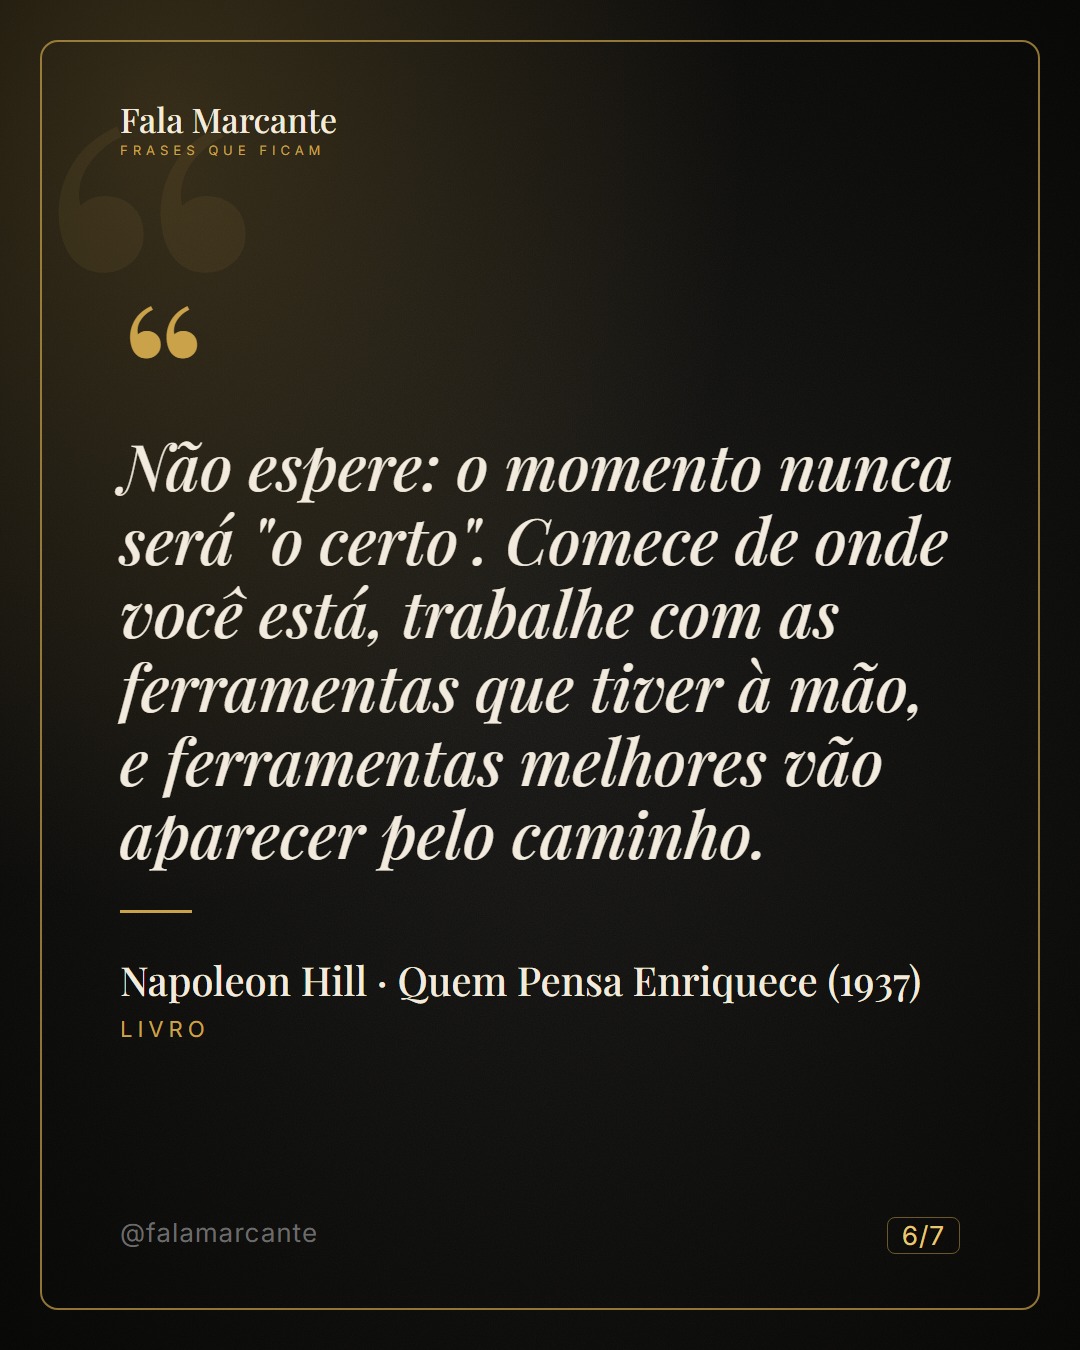 Fala Marcante
FRASES QUE FICAM
“
Não espere: o momento nunca
será "o certo". Comece de onde
você está, trabalhe com as
ferramentas que tiver à mão,
e ferramentas melhores vão
aparecer pelo caminho.
Napoleon Hill · Quem Pensa Enriquece (1937)
LIVRO
@falamarcante
6/7